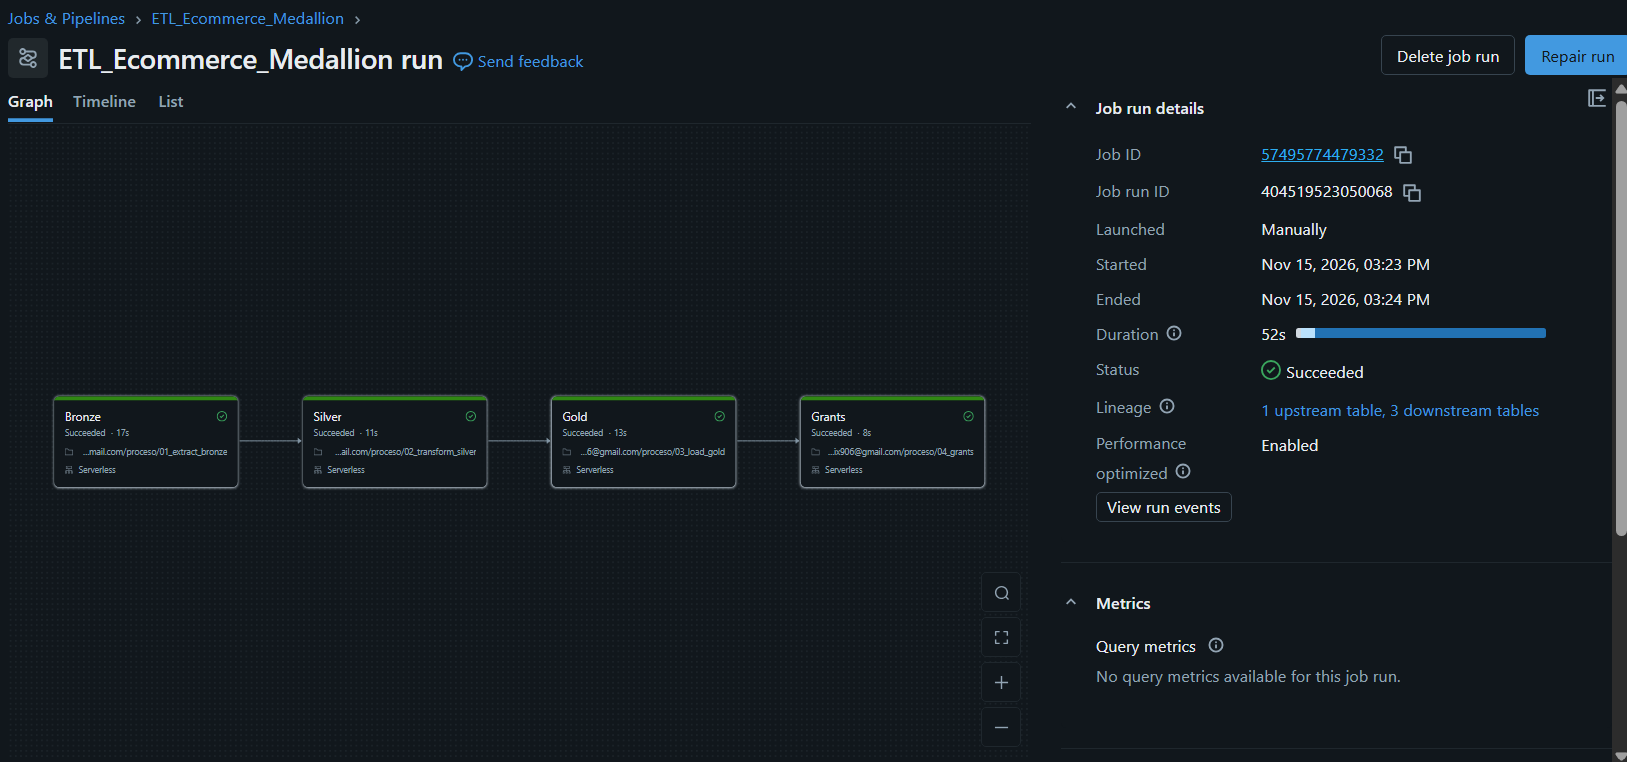 Jobs & Pipelines › ETL_Ecommerce_Medallion ›
ETL_Ecommerce_Medallion run Send feedback
Delete job run Repair run
Graph Timeline List
Bronze
Succeeded · 17s
...mail.com/proceso/01_extract_bronze
Serverless
Silver
Succeeded · 11s
...ail.com/proceso/02_transform_silver
Serverless
Gold
Succeeded · 13s
...6@gmail.com/proceso/03_load_gold
Serverless
Grants
Succeeded · 8s
...ix906@gmail.com/proceso/04_grants
Serverless
Job run details
Job ID 57495774479332
Job run ID 404519523050068
Launched Manually
Started Nov 15, 2026, 03:23 PM
Ended Nov 15, 2026, 03:24 PM
Duration 52s
Status Succeeded
Lineage 1 upstream table, 3 downstream tables
Performance Enabled
optimized
View run events
Metrics
Query metrics
No query metrics available for this job run.